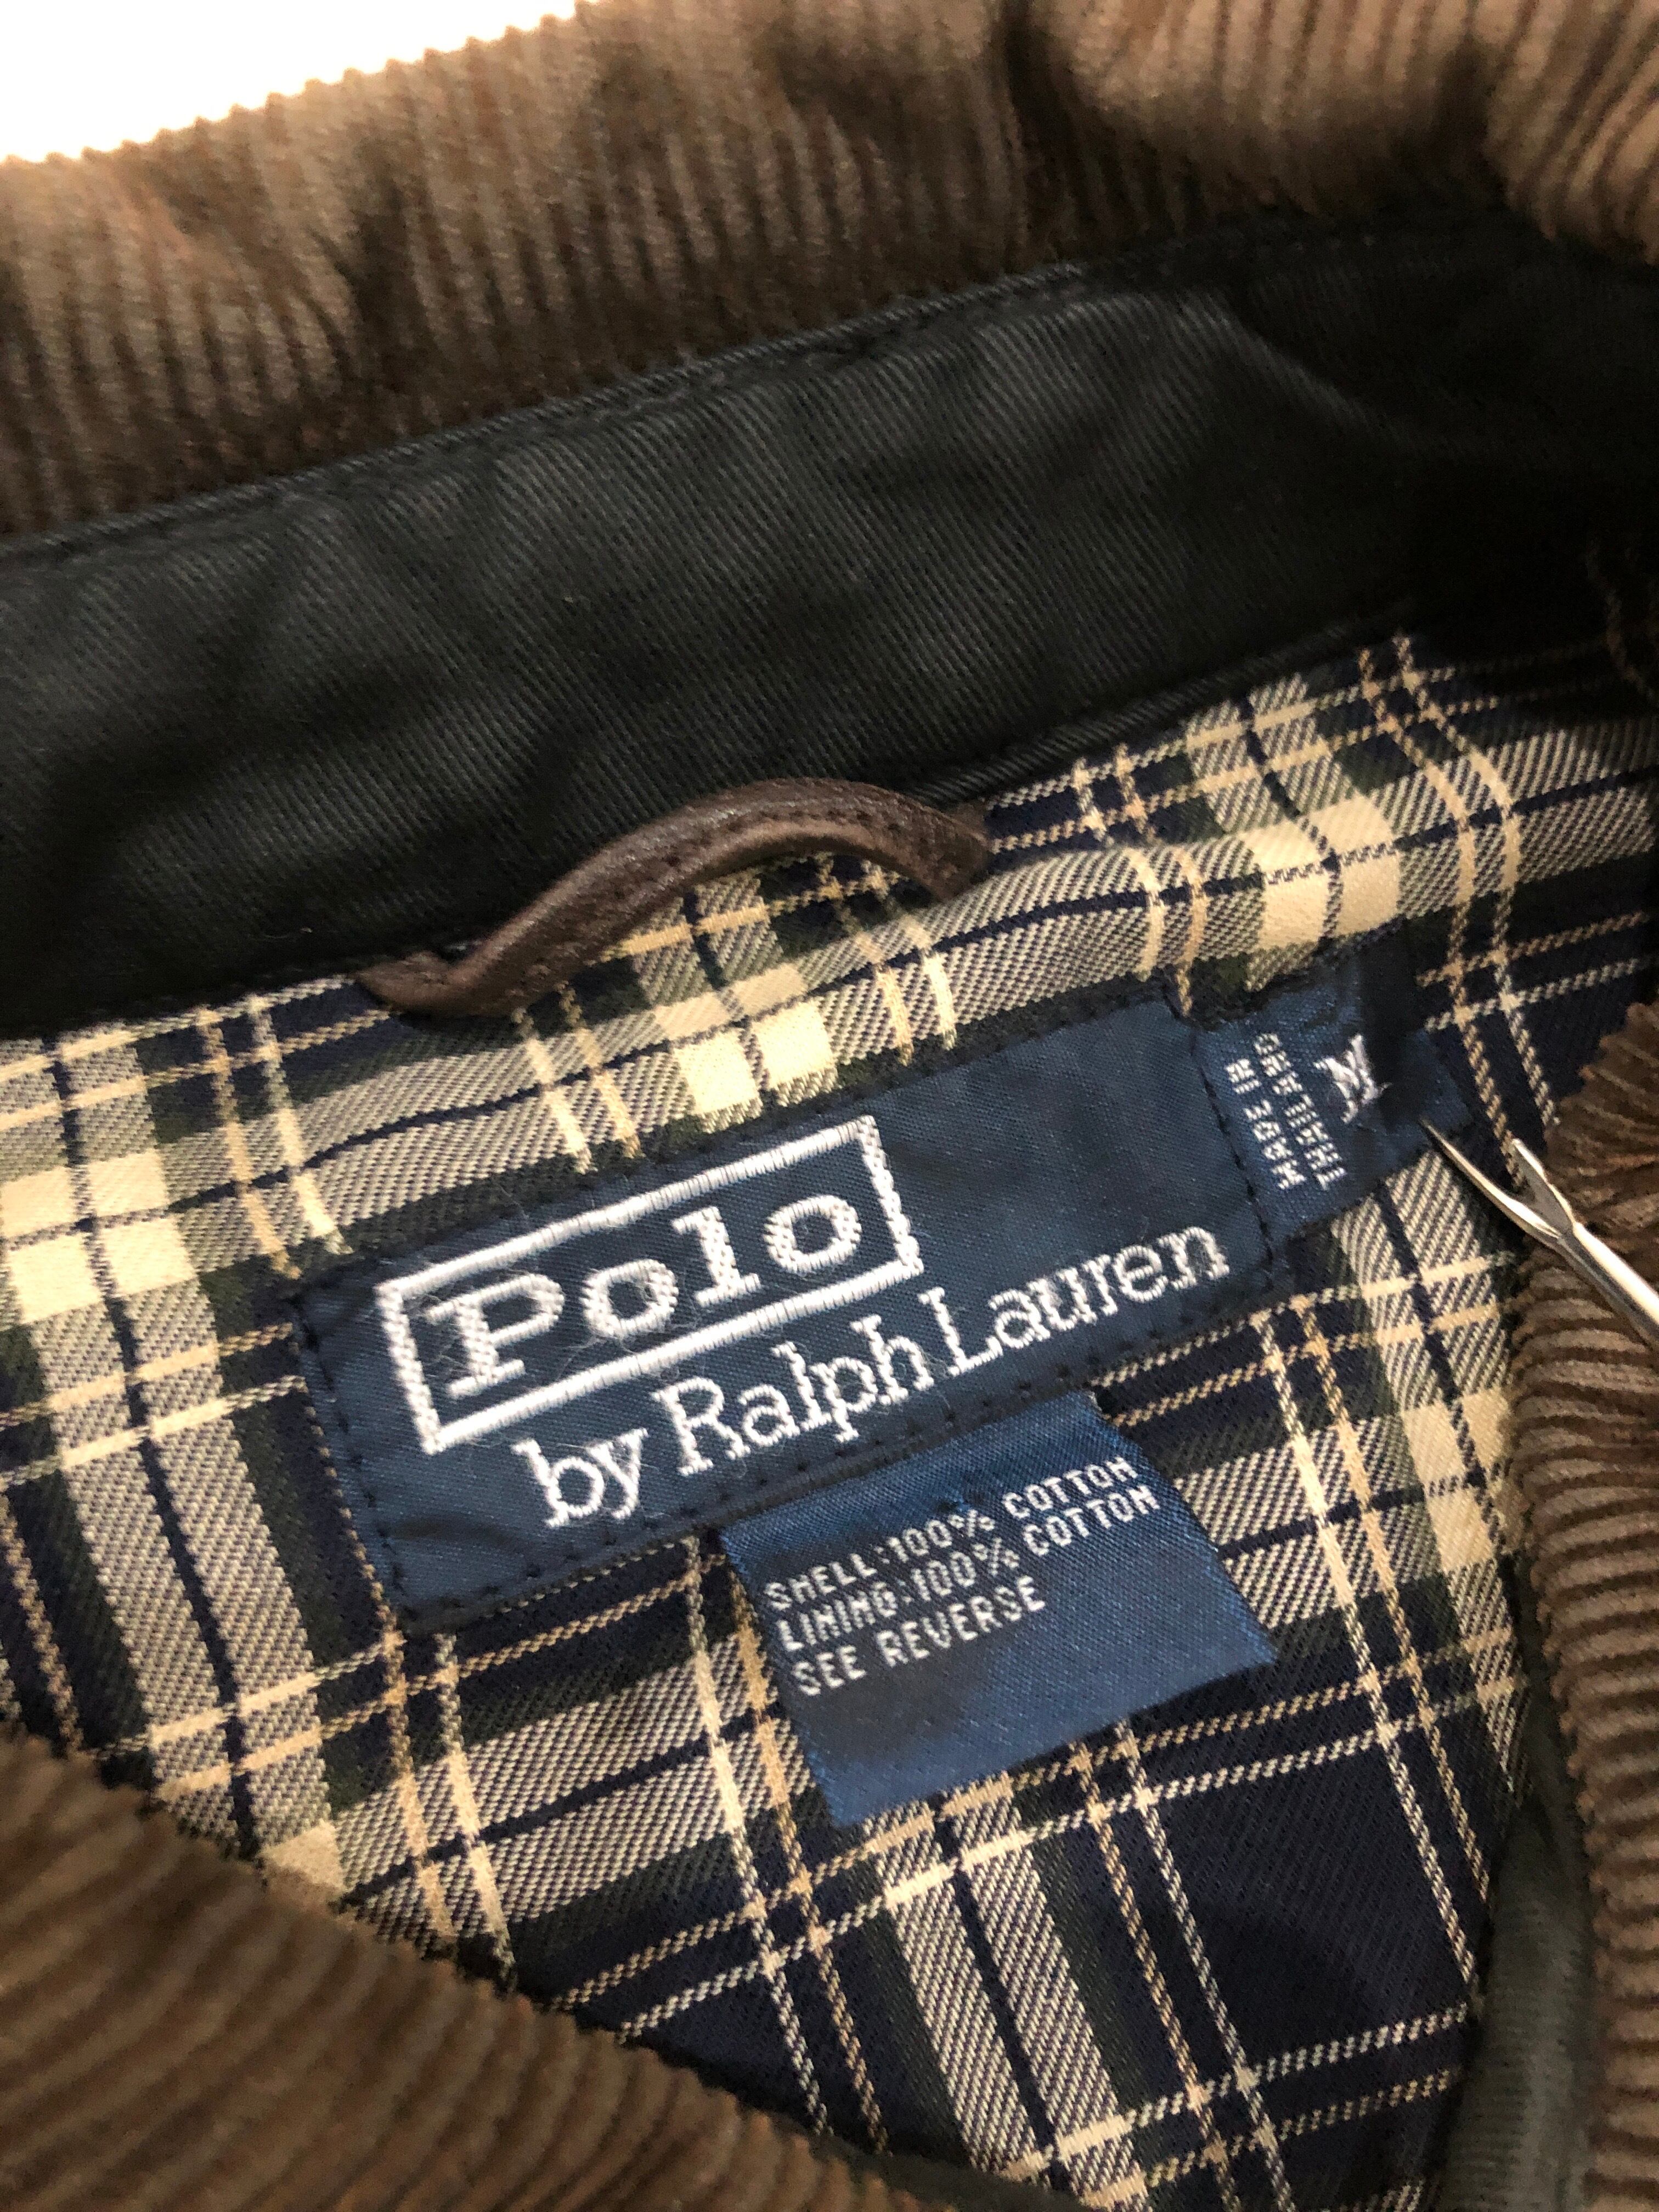 Polo
by Ralph Lauren
M
MADE IN
THAILAND
SHELL:100% COTTON
LINING:100% COTTON
SEE REVERSE